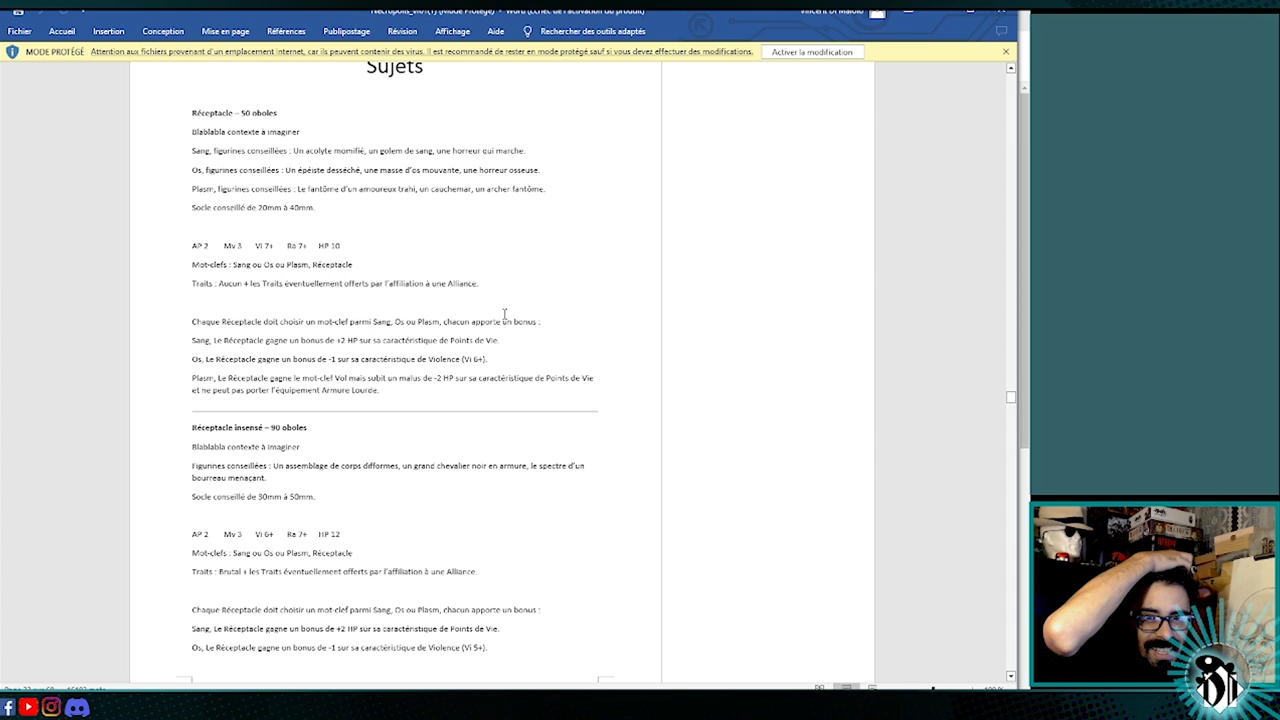 Necropolis_v101(1) (Mode Protégé) - Word (Échec de l'activation du produit)
Vincent Di Maiolo
Fichier Accueil Insertion Conception Mise en page Références Publipostage Révision Affichage Aide Rechercher des outils adaptés
MODE PROTÉGÉ Attention aux fichiers provenant d'un emplacement Internet, car ils peuvent contenir des virus. Il est recommandé de rester en mode protégé sauf si vous devez effectuer des modifications. Activer la modification
Sujets
Réceptacle – 50 oboles
Blablabla contexte à imaginer
Sang, figurines conseillées : Un acolyte momifié, un golem de sang, une horreur qui marche.
Os, figurines conseillées : Un épéiste desséché, une masse d'os mouvante, une horreur osseuse.
Plasm, figurines conseillées : Le fantôme d'un amoureux trahi, un cauchemar, un archer fantôme.
Socle conseillé de 20mm à 40mm.
AP 2 Mv 3 Vi 7+ Ra 7+ HP 10
Mot-clefs : Sang ou Os ou Plasm, Réceptacle
Traits : Aucun + les Traits éventuellement offerts par l'affiliation à une Alliance.
Chaque Réceptacle doit choisir un mot-clef parmi Sang, Os ou Plasm, chacun apporte un bonus :
Sang, Le Réceptacle gagne un bonus de +2 HP sur sa caractéristique de Points de Vie.
Os, Le Réceptacle gagne un bonus de -1 sur sa caractéristique de Violence (Vi 6+).
Plasm, Le Réceptacle gagne le mot-clef Vol mais subit un malus de -2 HP sur sa caractéristique de Points de Vie
et ne peut pas porter l'équipement Armure Lourde.
Réceptacle insensé – 90 oboles
Blablabla contexte à imaginer
Figurines conseillées : Un assemblage de corps difformes, un grand chevalier noir en armure, le spectre d'un
bourreau menaçant.
Socle conseillé de 30mm à 50mm.
AP 2 Mv 3 Vi 6+ Ra 7+ HP 12
Mot-clefs : Sang ou Os ou Plasm, Réceptacle
Traits : Brutal + les Traits éventuellement offerts par l'affiliation à une Alliance.
Chaque Réceptacle doit choisir un mot-clef parmi Sang, Os ou Plasm, chacun apporte un bonus :
Sang, Le Réceptacle gagne un bonus de +2 HP sur sa caractéristique de Points de Vie.
Os, Le Réceptacle gagne un bonus de -1 sur sa caractéristique de Violence (Vi 5+).